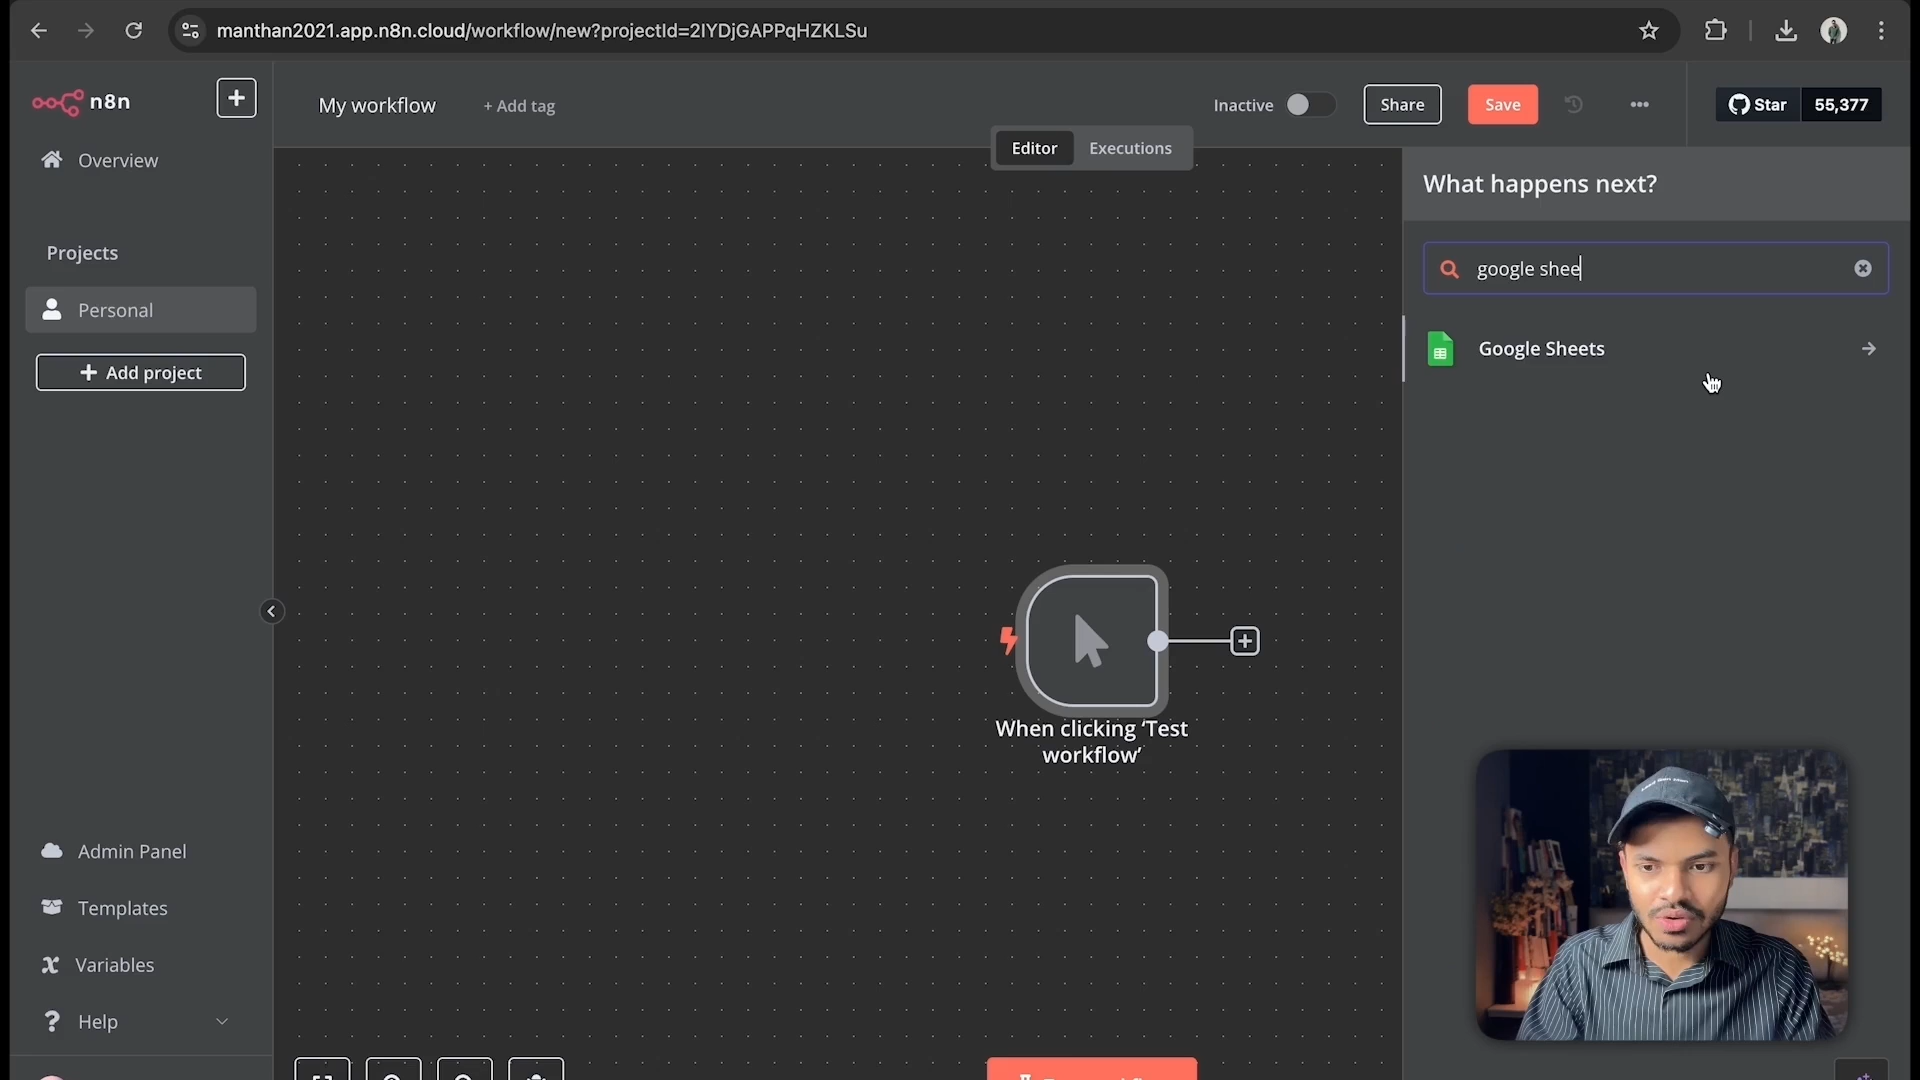 manthan2021.app.n8n.cloud/workflow/new?projectId=2IYDjGAPPqHZKLSu
n8n
My workflow
+ Add tag
Inactive
Share
Save
Star
55,377
Editor
Executions
Overview
Projects
Personal
Add project
What happens next?
google shee
Google Sheets
When clicking ‘Test
workflow’
Admin Panel
Templates
Variables
Help